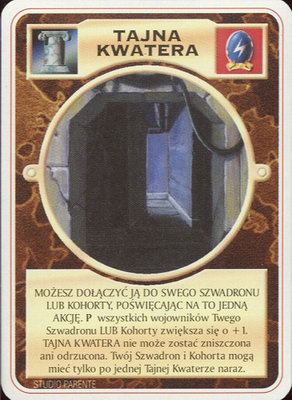 TAJNA
KWATERA
MOŻESZ DOŁĄCZYĆ JĄ DO SWEGO SZWADRONU
LUB KOHORTY, POŚWIĘCAJĄC NA TO JEDNĄ
AKCJĘ. P wszystkich wojowników Twego
Szwadronu LUB Kohorty zwiększa się o +1.
TAJNA KWATERA nie może zostać zniszczona
ani odrzucona. Twój Szwadron i Kohorta mogą
mieć tylko po jednej Tajnej Kwaterze naraz.
STUDIO PARENTE